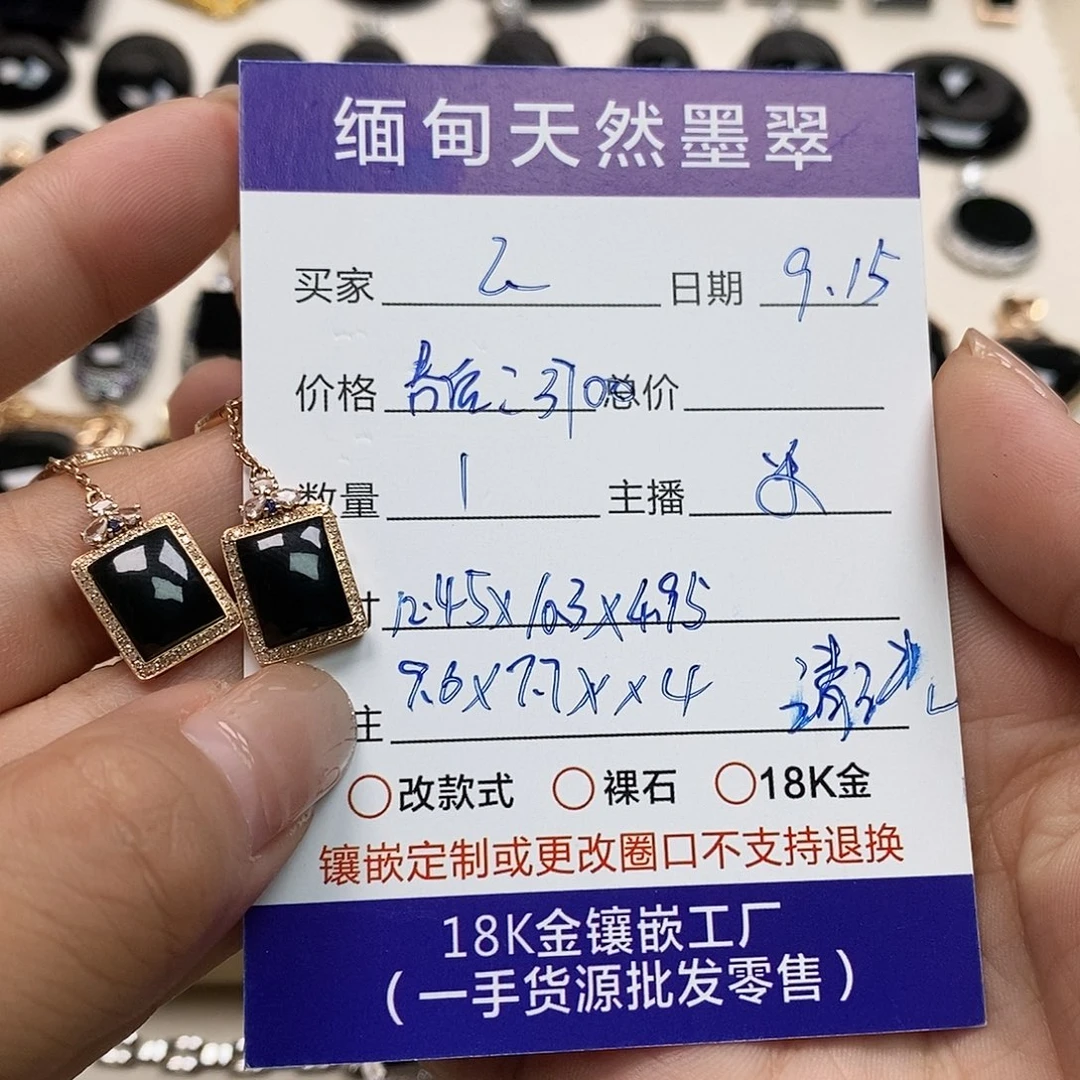 缅甸天然墨翠
买家 日期 9.15
价格 3700 总价
数量 1 主播
12.45x10.3x4.95
主 9.6x7.7xx4
改款式 裸石 18K金
镶嵌定制或更改圈口不支持退换
18K金镶嵌工厂
(一手货源批发零售)